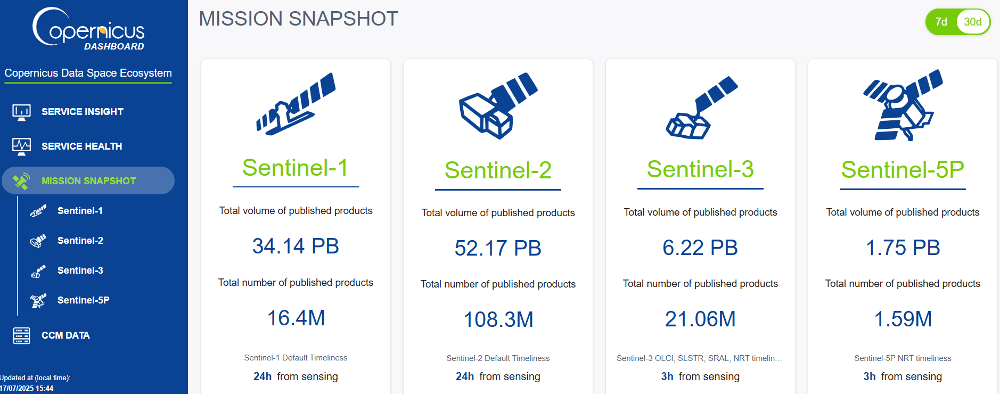 Copernicus
DASHBOARD
Copernicus Data Space Ecosystem
SERVICE INSIGHT
SERVICE HEALTH
MISSION SNAPSHOT
Sentinel-1
Sentinel-2
Sentinel-3
Sentinel-5P
CCM DATA
Updated at (local time):
17/07/2025 15:44
MISSION SNAPSHOT
7d 30d
Sentinel-1
Total volume of published products
34.14 PB
Total number of published products
16.4M
Sentinel-1 Default Timeliness
24h from sensing
Sentinel-2
Total volume of published products
52.17 PB
Total number of published products
108.3M
Sentinel-2 Default Timeliness
24h from sensing
Sentinel-3
Total volume of published products
6.22 PB
Total number of published products
21.06M
Sentinel-3 OLCI, SLSTR, SRAL, NRT timelin...
3h from sensing
Sentinel-5P
Total volume of published products
1.75 PB
Total number of published products
1.59M
Sentinel-5P NRT timeliness
3h from sensing